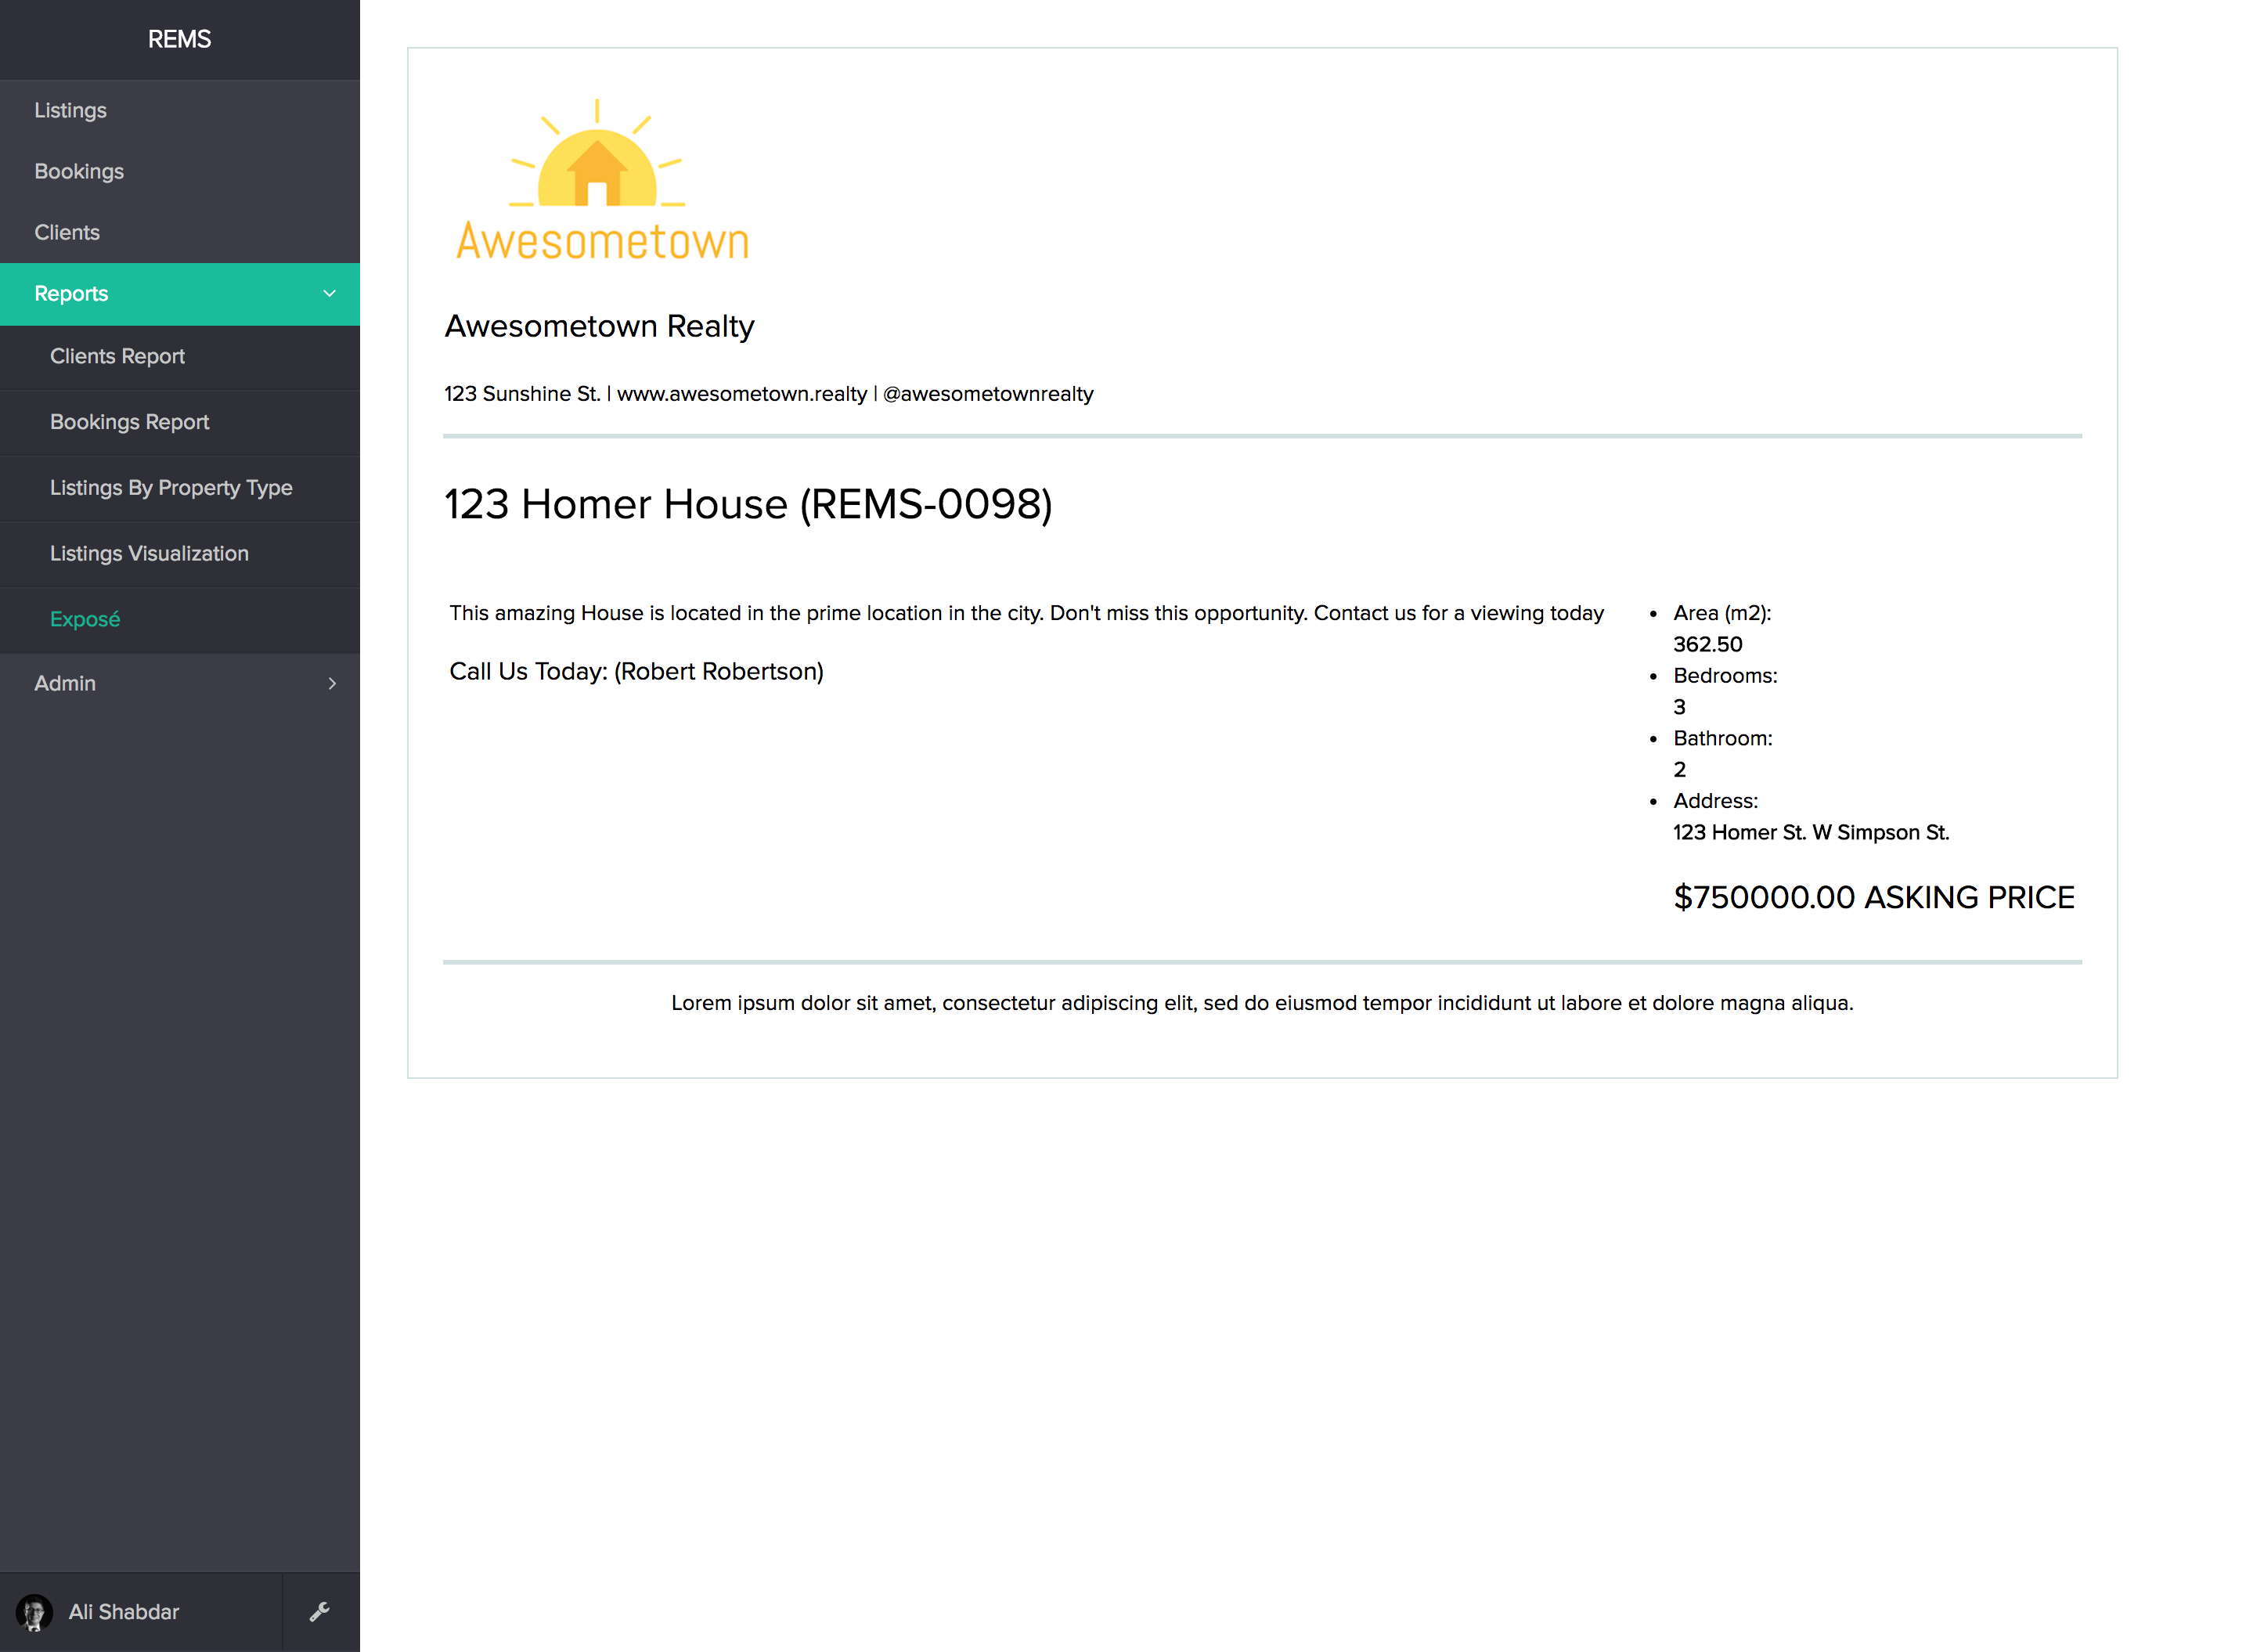 REMS
Listings
Bookings
Clients
Reports
Clients Report
Bookings Report
Listings By Property Type
Listings Visualization
Exposé
Admin
Ali Shabdar
Awesometown
Awesometown Realty
123 Sunshine St. | www.awesometown.realty | @awesometownrealty
123 Homer House (REMS-0098)
This amazing House is located in the prime location in the city. Don't miss this opportunity. Contact us for a viewing today
Call Us Today: (Robert Robertson)
• Area (m2):
362.50
• Bedrooms:
3
• Bathroom:
2
• Address:
123 Homer St. W Simpson St.
$750000.00 ASKING PRICE
Lorem ipsum dolor sit amet, consectetur adipiscing elit, sed do eiusmod tempor incididunt ut labore et dolore magna aliqua.